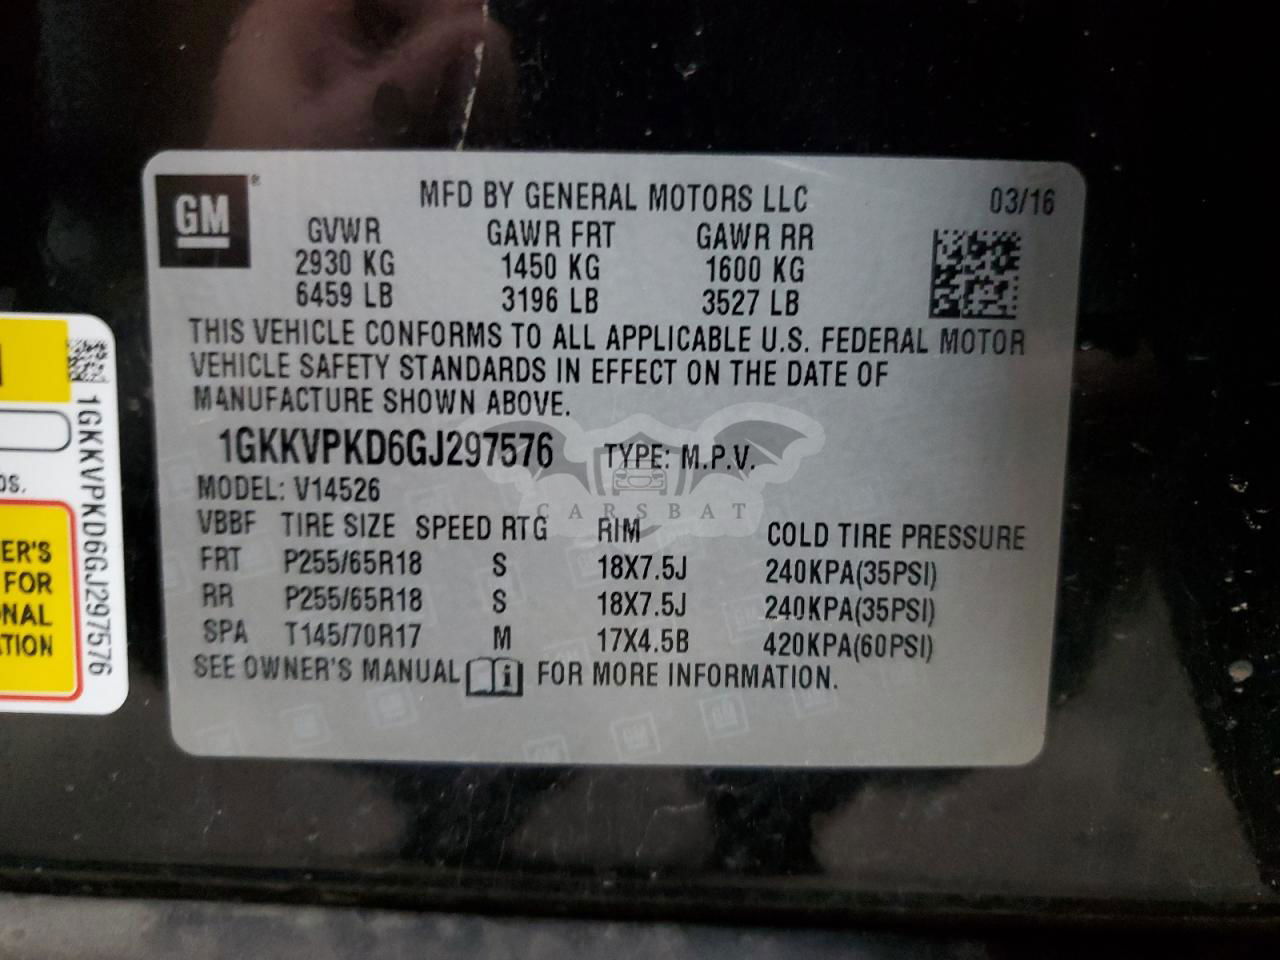 GM
MFD BY GENERAL MOTORS LLC 03/16
GVWR GAWR FRT GAWR RR
2930 KG 1450 KG 1600 KG
6459 LB 3196 LB 3527 LB
THIS VEHICLE CONFORMS TO ALL APPLICABLE U.S. FEDERAL MOTOR
VEHICLE SAFETY STANDARDS IN EFFECT ON THE DATE OF
MANUFACTURE SHOWN ABOVE.
1GKKVPKD6GJ297576 TYPE: M.P.V.
MODEL: V14526
CARSBAT
VBBF TIRE SIZE SPEED RTG RIM COLD TIRE PRESSURE
FRT P255/65R18 S 18X7.5J 240KPA(35PSI)
RR P255/65R18 S 18X7.5J 240KPA(35PSI)
SPA T145/70R17 M 17X4.5B 420KPA(60PSI)
SEE OWNER'S MANUAL i FOR MORE INFORMATION.
1GKKVPKD6GJ297576
ER'S
FOR
NAL
TION